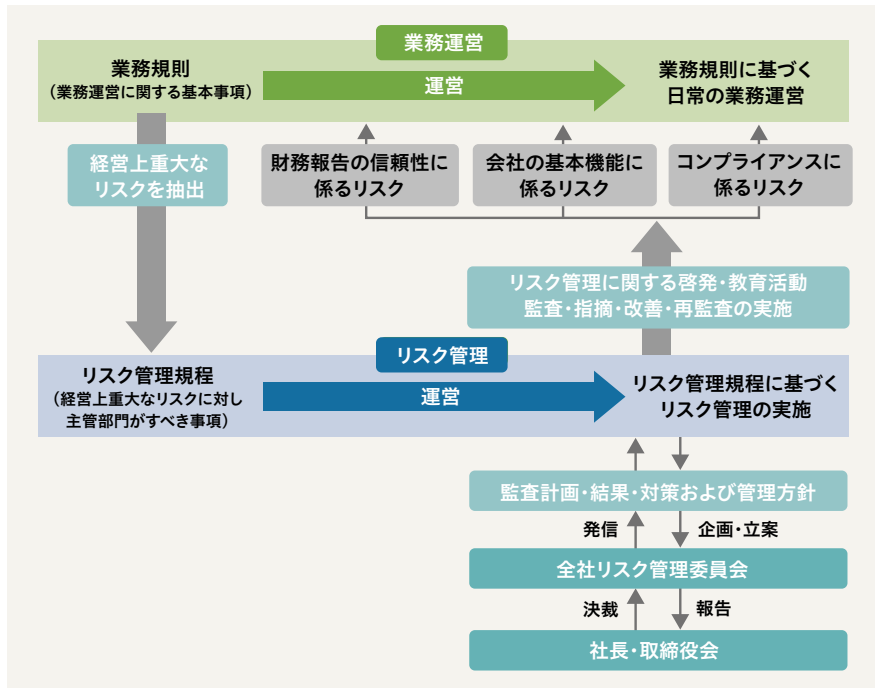 業務運営
業務規則
（業務運営に関する基本事項）
運営
業務規則に基づく
日常の業務運営
経営上重大な
リスクを抽出
財務報告の信頼性に
係るリスク
会社の基本機能に
係るリスク
コンプライアンスに
係るリスク
リスク管理に関する啓発・教育活動
監査・指摘・改善・再監査の実施
リスク管理
リスク管理規程
（経営上重大なリスクに対し
主管部門がすべき事項）
運営
リスク管理規程に基づく
リスク管理の実施
監査計画・結果・対策および管理方針
発信
企画・立案
全社リスク管理委員会
決裁
報告
社長・取締役会